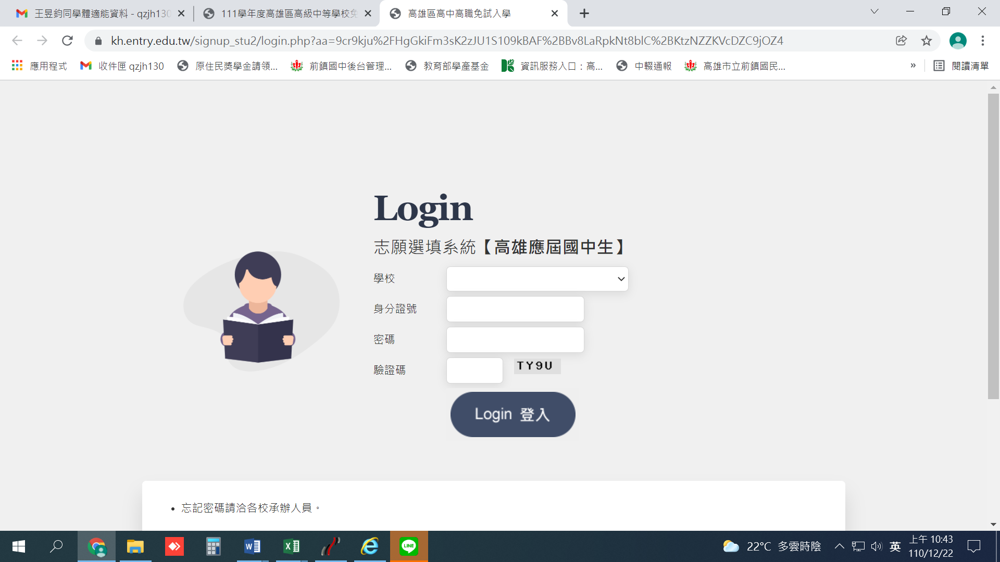 王昱鈞同學體適能資料 - qzjh130
111學年度高雄區高級中等學校免
高雄區高中高職免試入學
kh.entry.edu.tw/signup_stu2/login.php?aa=9cr9kju%2FHgGkiFm3sK2zJU1S109kBAF%2BBv8LaRpkNt8blC%2BKtzNZZKVcDZC9jOZ4
應用程式
收件匣 qzjh130
原住民獎學金請領...
前鎮國中後台管理...
教育部學產基金
資訊服務入口：高...
中輟通報
高雄市立前鎮國民...
»
閱讀清單
Login
志願選填系統【高雄應屆國中生】
學校
身分證號
密碼
驗證碼
TY9U
Login 登入
• 忘記密碼請洽各校承辦人員。
LINE
22°C 多雲時陰
英
上午 10:43
110/12/22